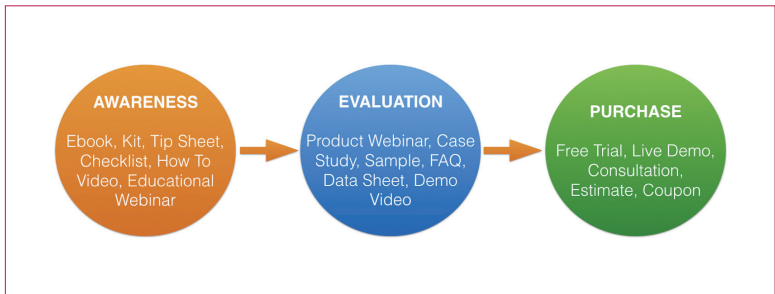 AWARENESS
Ebook, Kit, Tip Sheet,
Checklist, How To
Video, Educational
Webinar
EVALUATION
Product Webinar, Case
Study, Sample, FAQ,
Data Sheet, Demo
Video
PURCHASE
Free Trial, Live Demo,
Consultation,
Estimate, Coupon